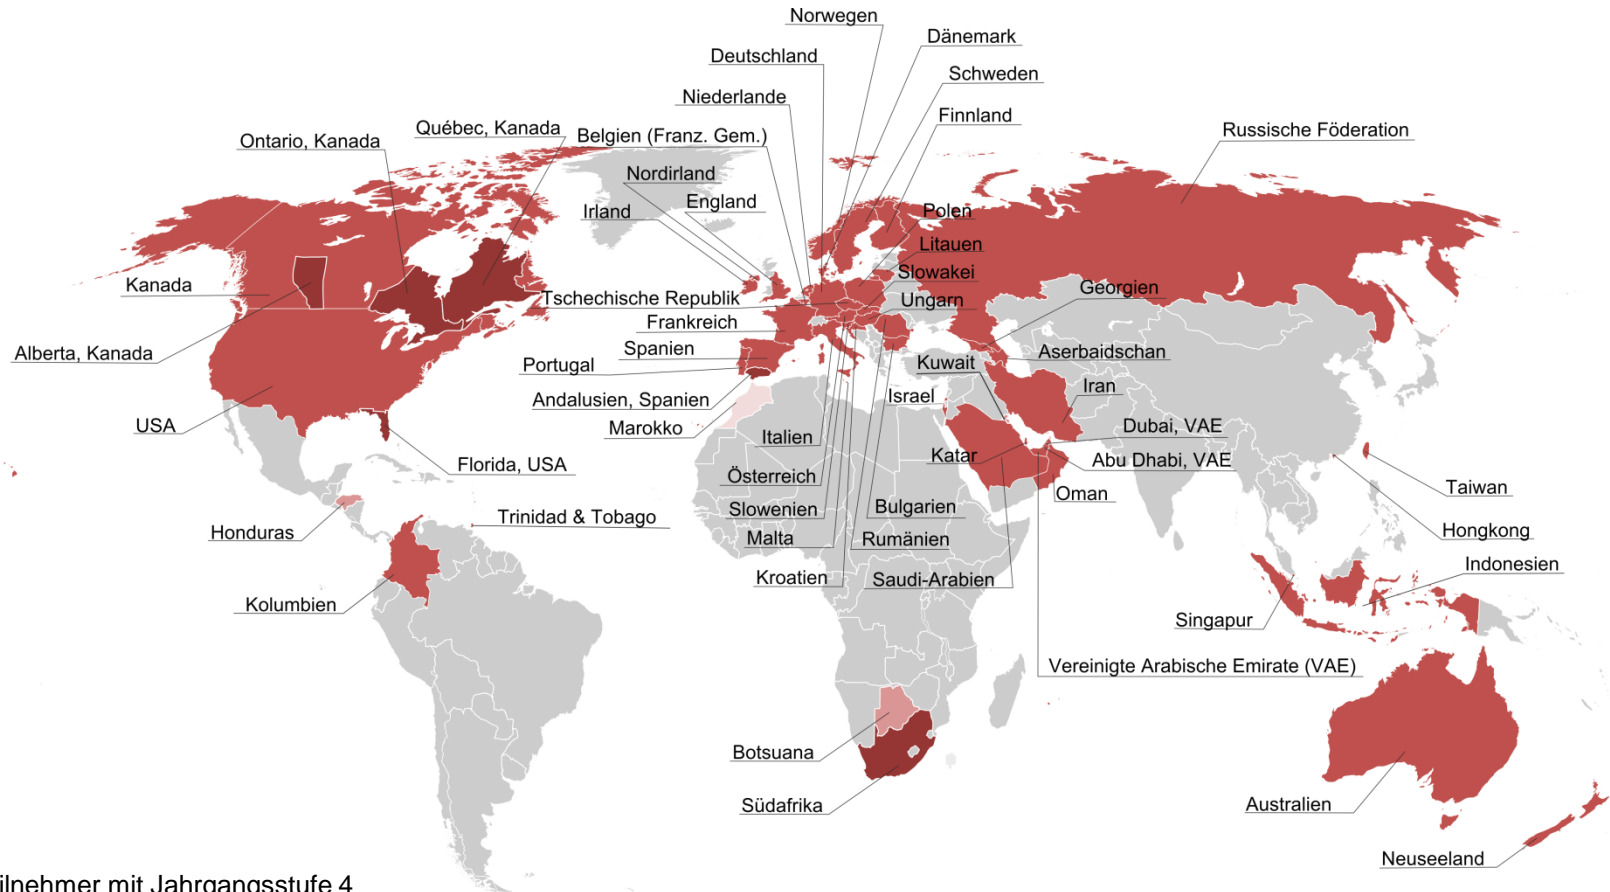 Norwegen
Dänemark
Deutschland
Schweden
Niederlande
Finnland
Québec, Kanada
Belgien (Franz. Gem.)
Ontario, Kanada
Russische Föderation
Nordirland
England
Irland
Polen
Litauen
Slowakei
Kanada
Tschechische Republik
Ungarn
Georgien
Frankreich
Alberta, Kanada
Spanien
Aserbaidschan
Portugal
Kuwait
Iran
Andalusien, Spanien
Israel
USA
Marokko
Italien
Dubai, VAE
Katar
Abu Dhabi, VAE
Florida, USA
Österreich
Oman
Taiwan
Slowenien
Bulgarien
Trinidad & Tobago
Honduras
Malta
Rumänien
Hongkong
Kroatien
Saudi-Arabien
Indonesien
Kolumbien
Singapur
Vereinigte Arabische Emirate (VAE)
Botsuana
Südafrika
Australien
Neuseeland
ilnehmer mit Jahrgangsstufe 4